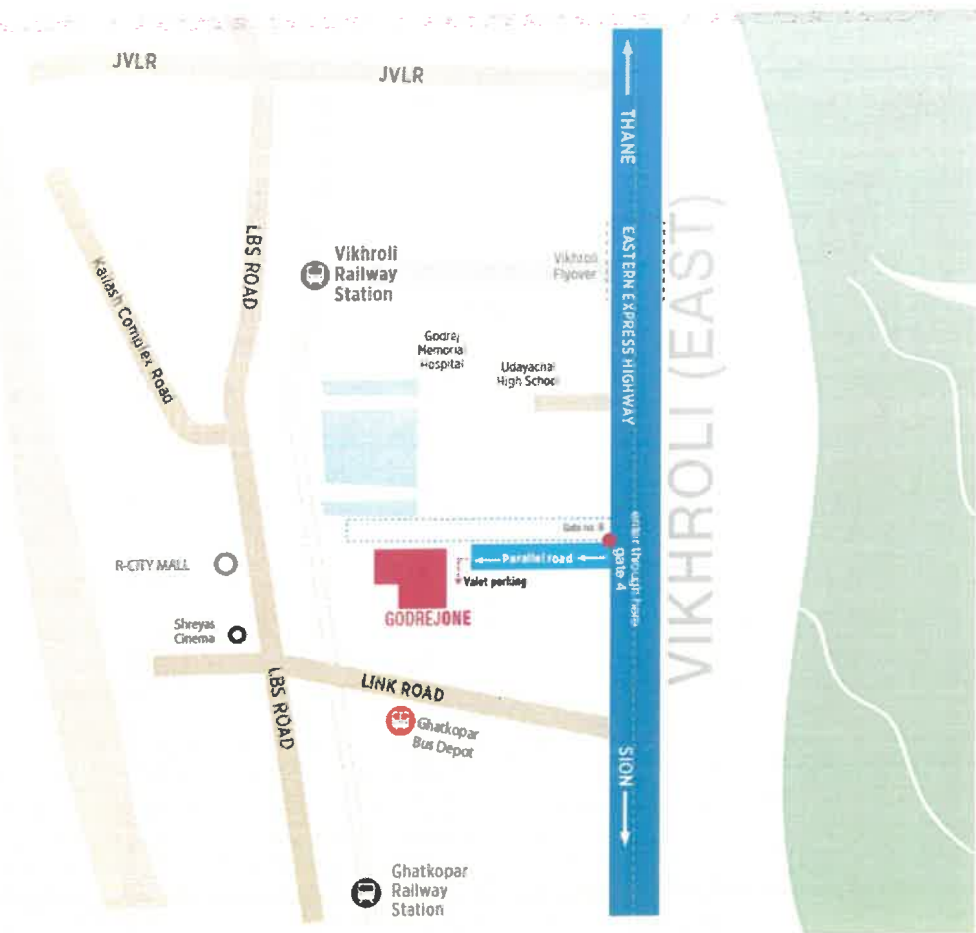 JVLR
JVLR
THANE
LBS ROAD
Kailash Complex Road
Vikhroli
Railway
Station
Vikhroli
Flyover
EASTERN EXPRESS HIGHWAY
VIKHROLI (EAST)
Godrej
Memorial
Hospital
Udayachal
High School
Gate no. 8
enter through here
gate 4
Parallel road
Valet parking
R-CITY MALL
GODREJONE
Shreyas
Cinema
LINK ROAD
LBS ROAD
Ghatkopar
Bus Depot
SION
Ghatkopar
Railway
Station